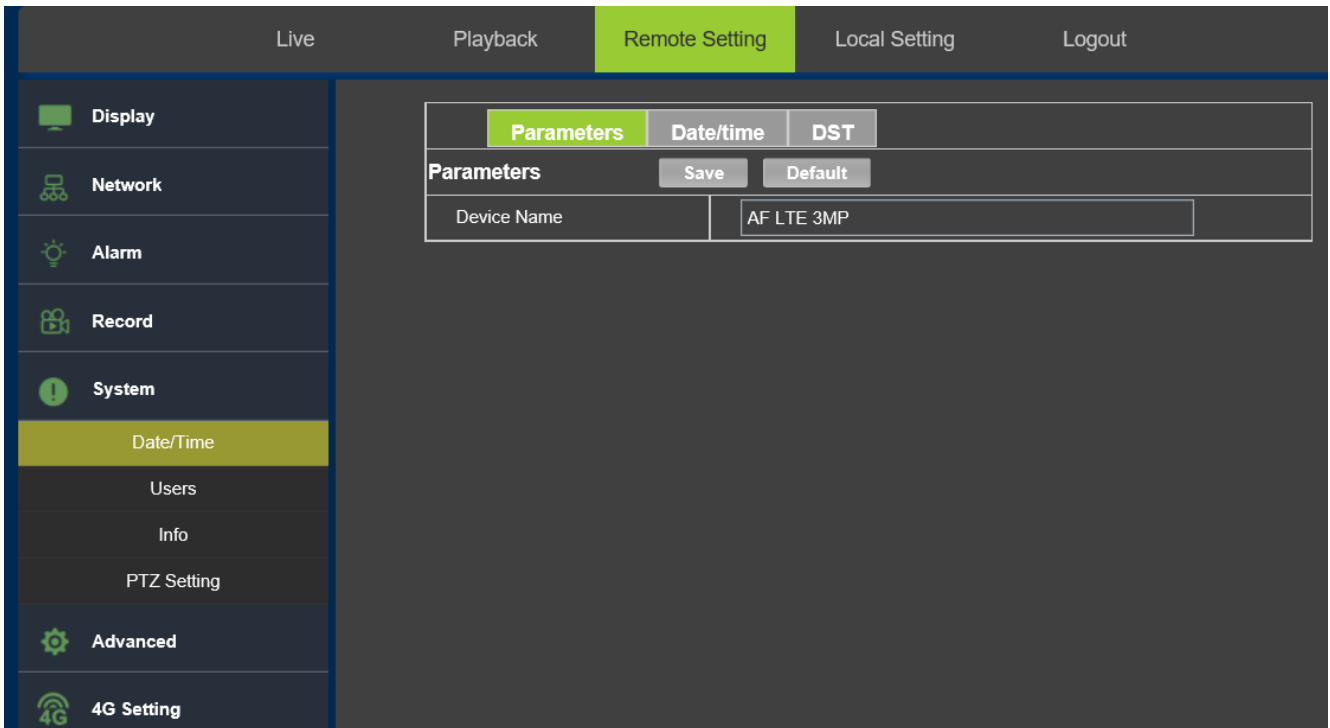 Live Playback Remote Setting Local Setting Logout
Display
Network
Alarm
Record
System
Date/Time
Users
Info
PTZ Setting
Advanced
4G 4G Setting
Parameters Date/time DST
Parameters Save Default
Device Name AF LTE 3MP